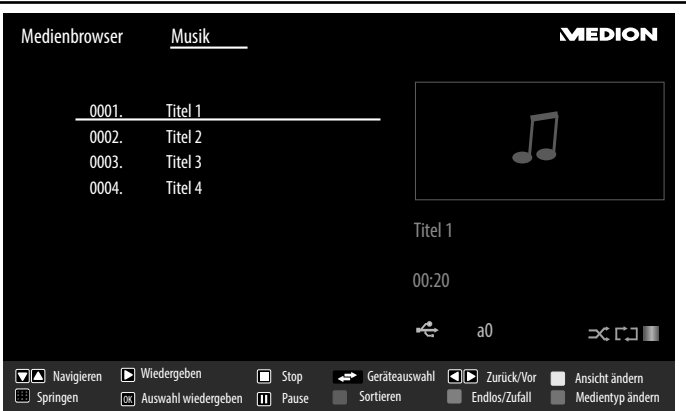 Medienbrowser Musik MEDION
0001. Titel 1
0002. Titel 2
0003. Titel 3
0004. Titel 4
Titel 1
00:20
a0
Navigieren Wiedergeben Stop Geräteauswahl Zurück/Vor Ansicht ändern
Springen OK Auswahl wiedergeben Pause Sortieren Endlos/Zufall Medientyp ändern